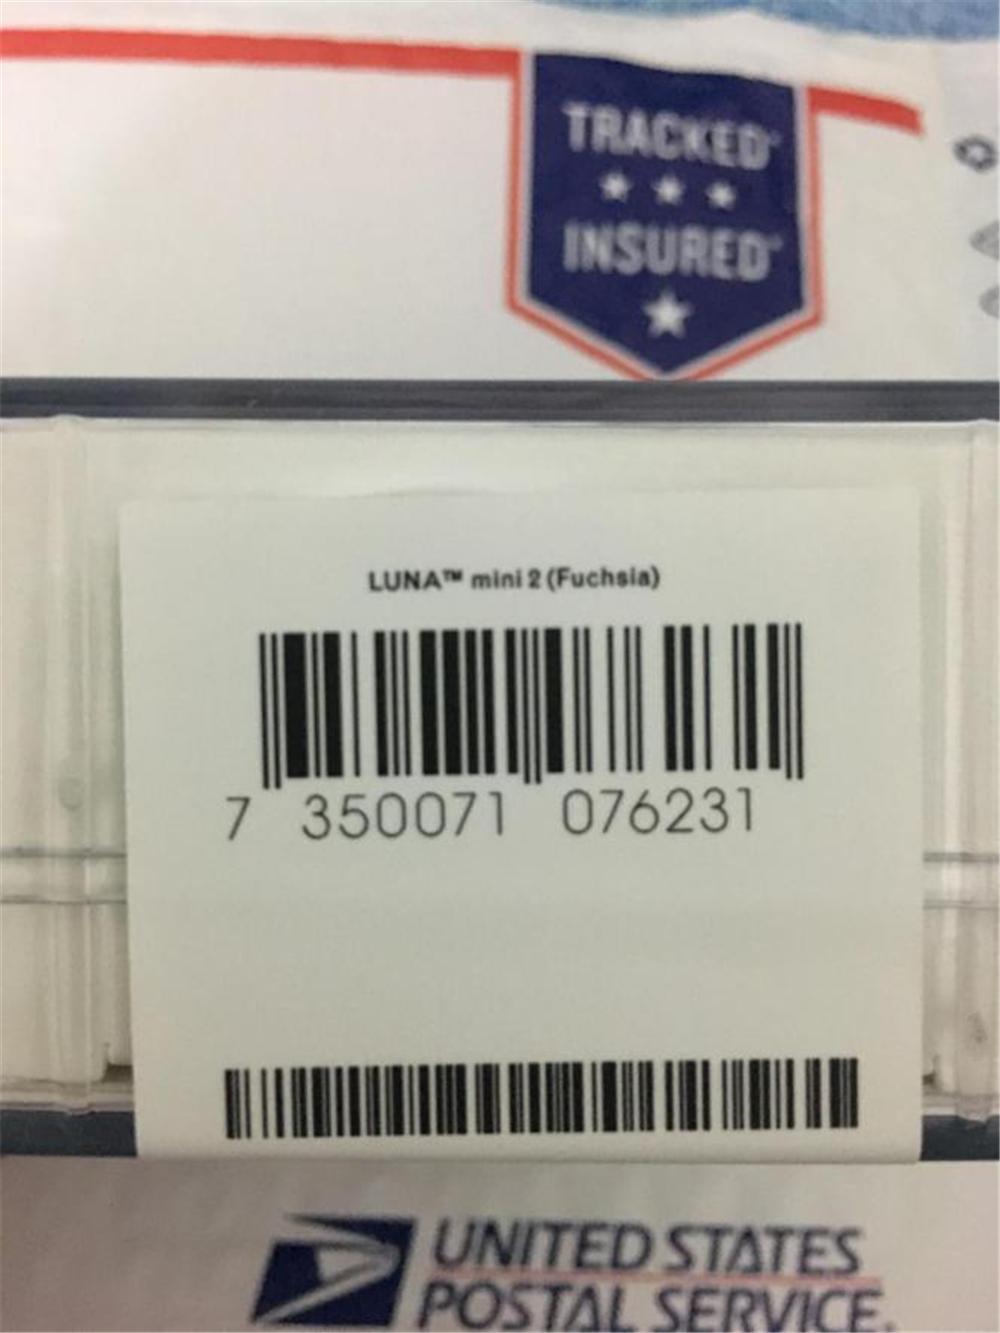 TRACKED®
INSURED®
LUNA™ mini 2 (Fuchsia)
7 350071 076231
UNITED STATES
POSTAL SERVICE.